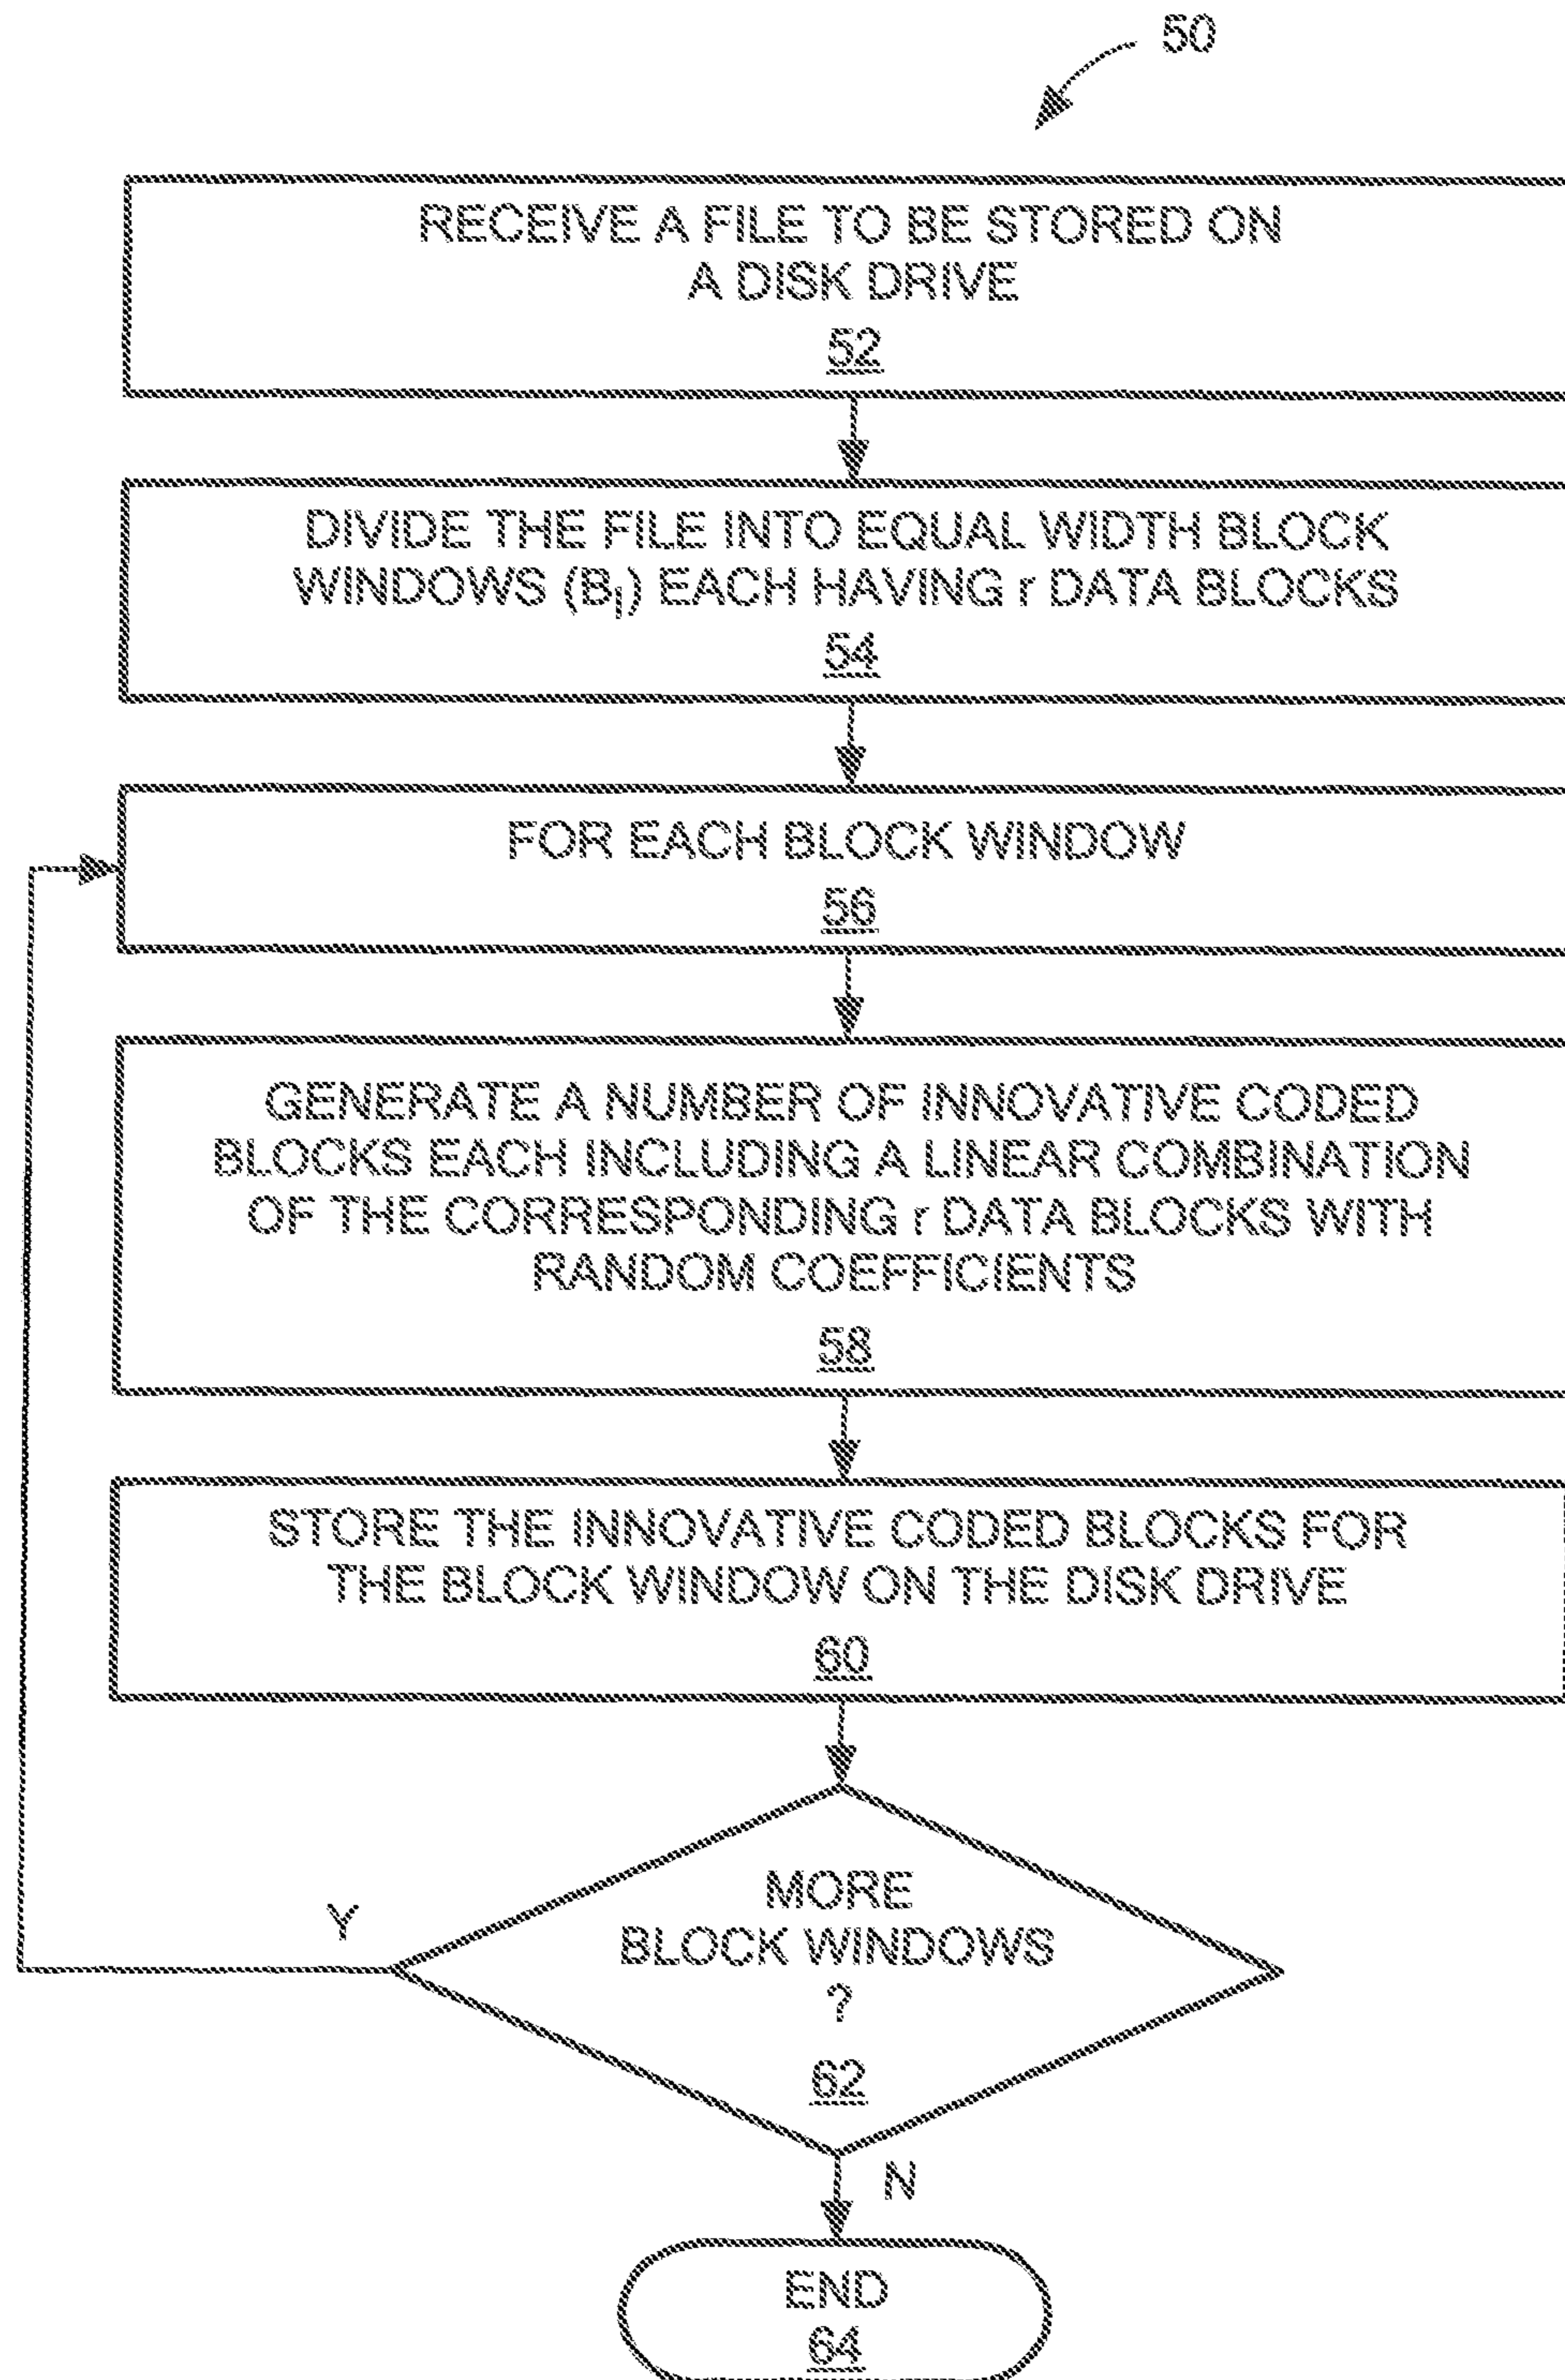 50
RECEIVE A FILE TO BE STORED ON
A DISK DRIVE
52
DIVIDE THE FILE INTO EQUAL WIDTH BLOCK
WINDOWS (Bl) EACH HAVING r DATA BLOCKS
54
FOR EACH BLOCK WINDOW
56
GENERATE A NUMBER OF INNOVATIVE CODED
BLOCKS EACH INCLUDING A LINEAR COMBINATION
OF THE CORRESPONDING r DATA BLOCKS WITH
RANDOM COEFFICIENTS
58
STORE THE INNOVATIVE CODED BLOCKS FOR
THE BLOCK WINDOW ON THE DISK DRIVE
60
Y
MORE
BLOCK WINDOWS
?
62
N
END
64